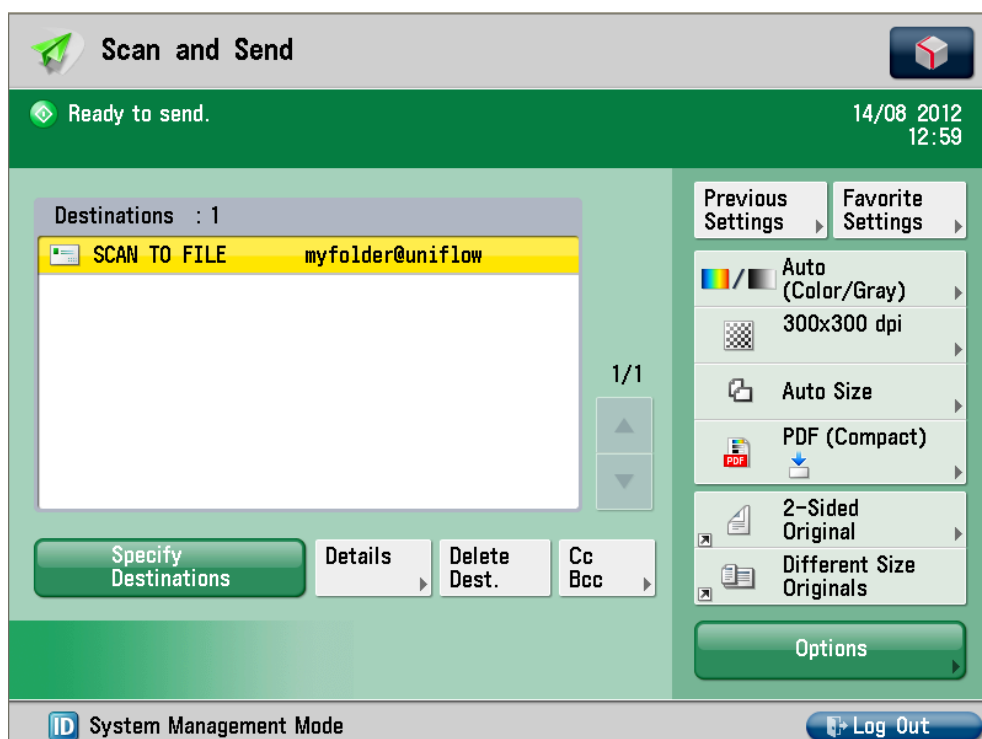 Scan and Send
Ready to send.
14/08 2012
12:59
Destinations : 1
SCAN TO FILE myfolder@uniflow
1/1
Specify
Destinations
Details
Delete
Dest.
Cc
Bcc
Previous
Settings
Favorite
Settings
Auto
(Color/Gray)
300x300 dpi
Auto Size
PDF
PDF (Compact)
2-Sided
Original
Different Size
Originals
Options
ID System Management Mode
Log Out